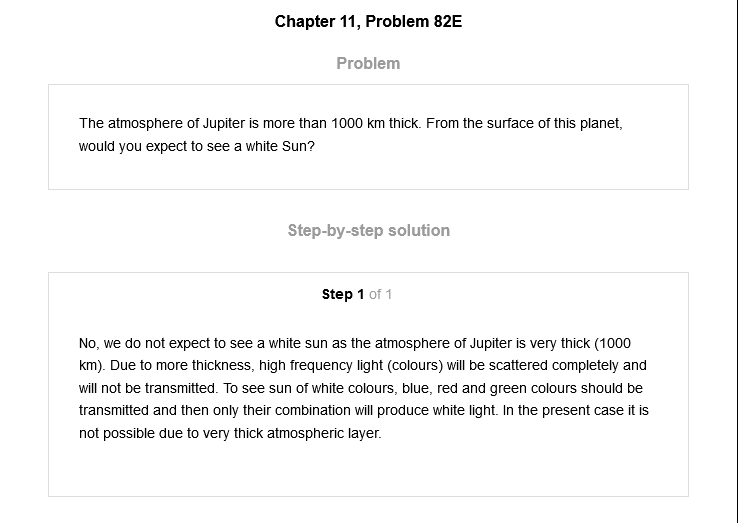 Chapter 11, Problem 82E
Problem
The atmosphere of Jupiter is more than 1000 km thick. From the surface of this planet,
would you expect to see a white Sun?
Step-by-step solution
Step 1 of 1
No, we do not expect to see a white sun as the atmosphere of Jupiter is very thick (1000
km). Due to more thickness, high frequency light (colours) will be scattered completely and
will not be transmitted. To see sun of white colours, blue, red and green colours should be
transmitted and then only their combination will produce white light. In the present case it is
not possible due to very thick atmospheric layer.